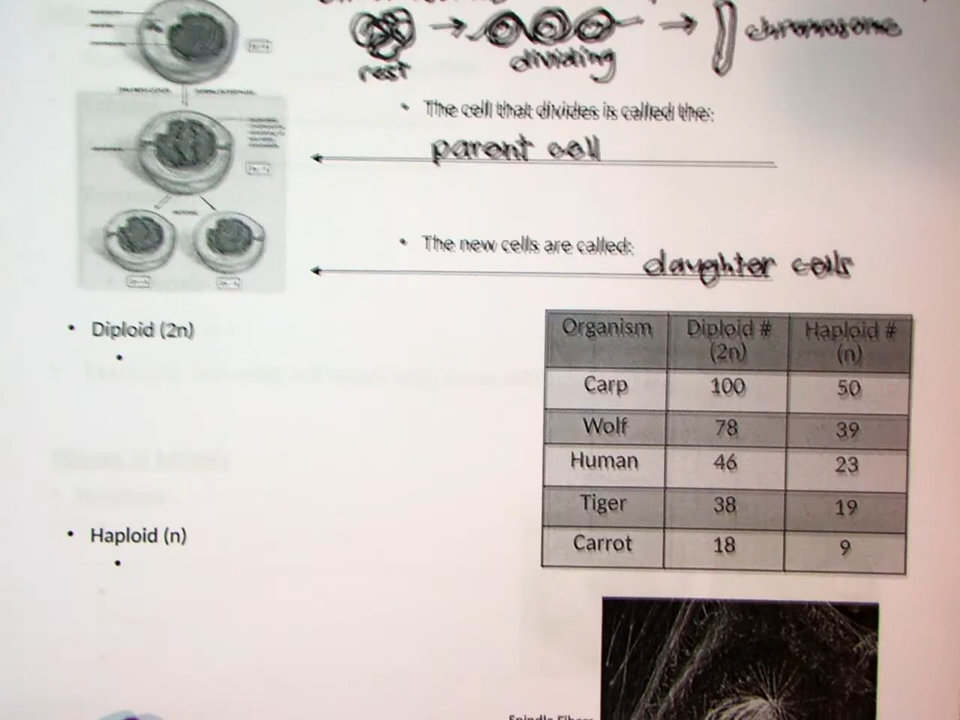 rest
dividing
chromosome
• The cell that divides is called the:
parent cell
• The new cells are called:
daughter cells
• Diploid (2n)
•
Organism Diploid # (2n) Haploid # (n)
Carp 100 50
Wolf 78 39
Human 46 23
Tiger 38 19
Carrot 18 9
• Haploid (n)
•
Spindle Fibers